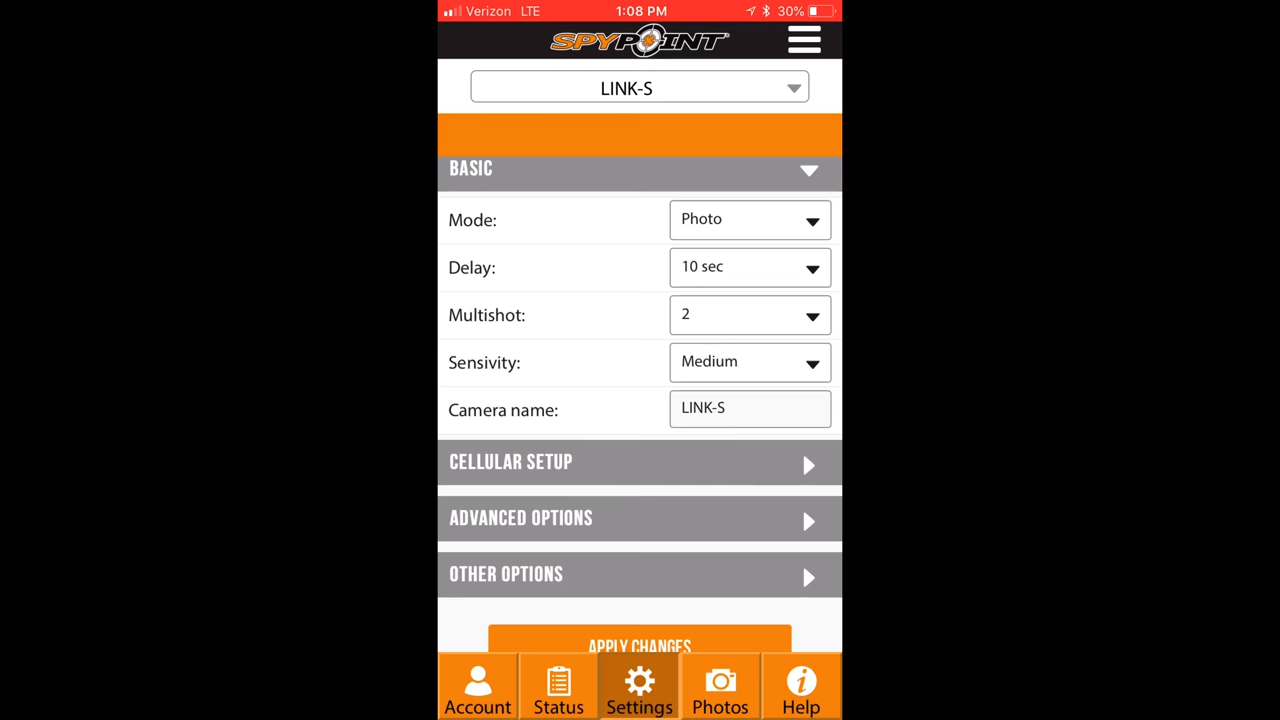 Verizon LTE 1:08 PM 30%
SPYPOINT
LINK-S
BASIC
Mode: Photo
Delay: 10 sec
Multishot: 2
Sensivity: Medium
Camera name: LINK-S
CELLULAR SETUP
ADVANCED OPTIONS
OTHER OPTIONS
APPLY CHANGES
Account Status Settings Photos Help